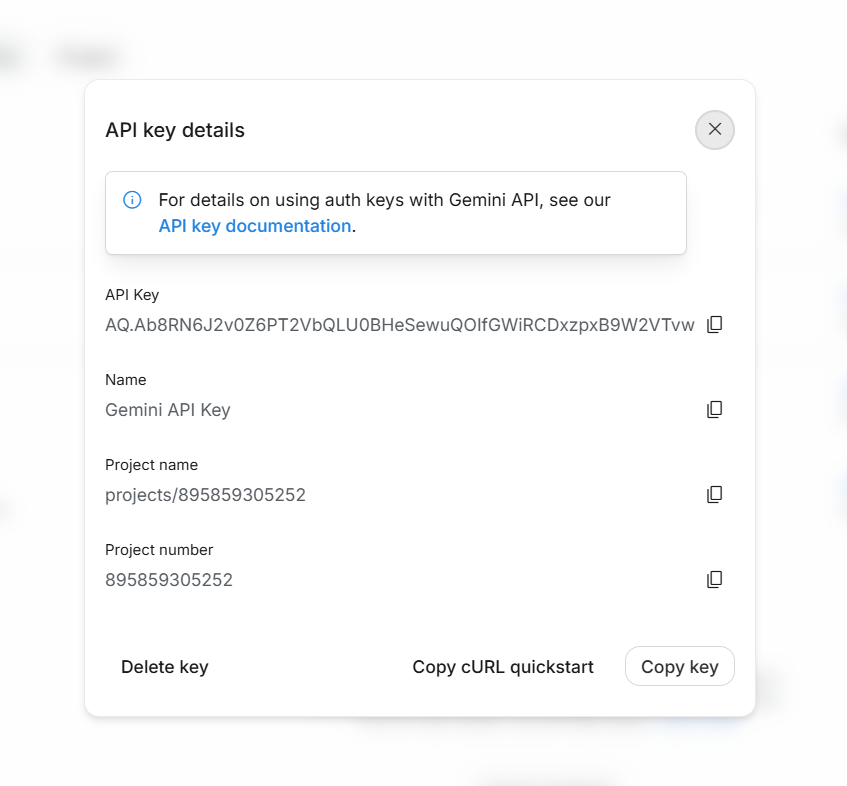 API key details
For details on using auth keys with Gemini API, see our
API key documentation.
API Key
AQ.Ab8RN6J2v0Z6PT2VbQLU0BHeSewuQOIfGWiRCDxzpxB9W2VTvw
Name
Gemini API Key
Project name
projects/895859305252
Project number
895859305252
Delete key
Copy cURL quickstart
Copy key